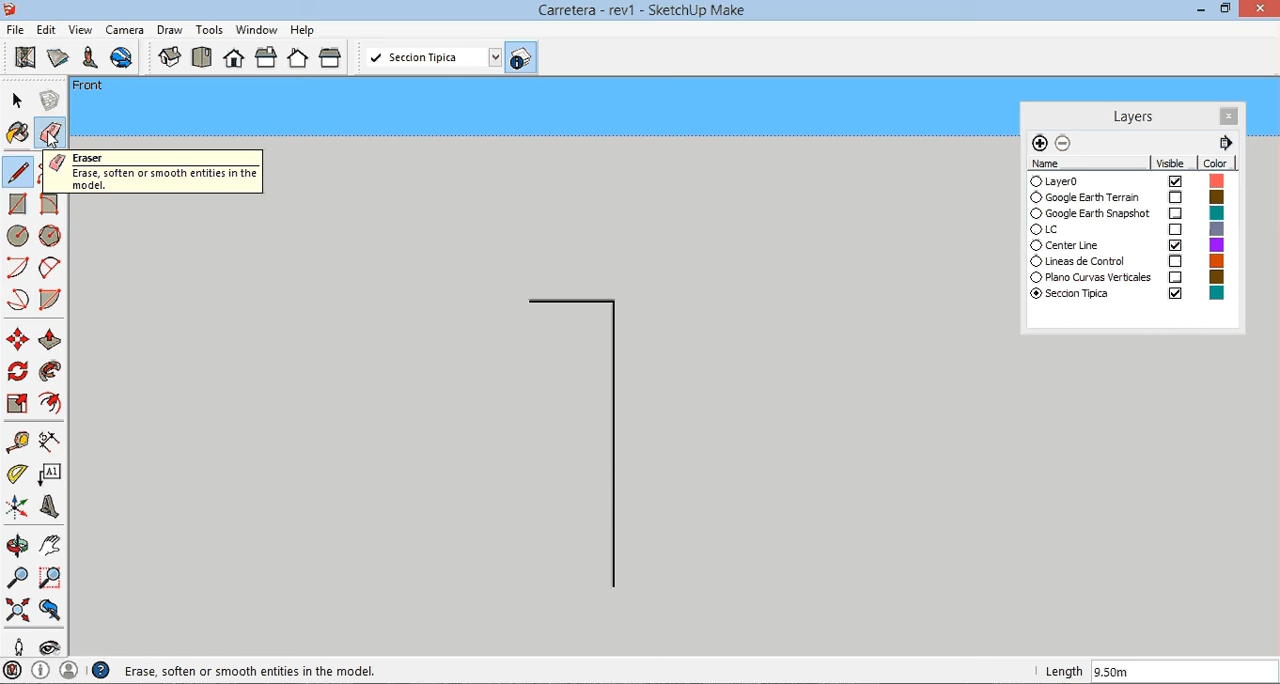 Carretera - rev1 - SketchUp Make
File Edit View Camera Draw Tools Window Help
Seccion Tipica
Front
Layers
Name Visible Color
Layer0
Google Earth Terrain
Google Earth Snapshot
LC
Center Line
Lineas de Control
Plano Curvas Verticales
Seccion Tipica
Eraser
Erase, soften or smooth entities in the
model.
A1
Erase, soften or smooth entities in the model.
Length 9.50m